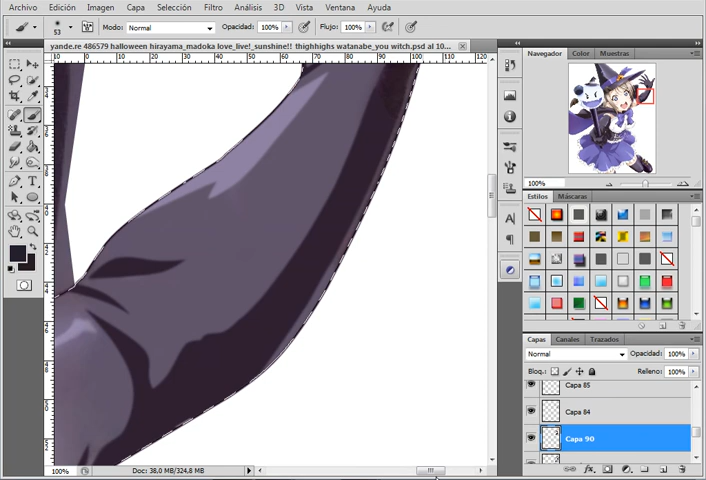 Archivo Edición Imagen Capa Selección Filtro Análisis 3D Vista Ventana Ayuda
53 Modo: Normal Opacidad: 100% Flujo: 100%
yande.re 486579 halloween hirayama_madoka love_live!_sunshine!! thighhighs watanabe_you witch.psd al 10...
Navegador Color Muestras
100%
Estilos Máscaras
Capas Canales Trazados
Normal Opacidad: 100%
Bloq.: Relleno: 100%
Capa 85
Capa 84
Capa 90
100% Doc: 38,0 MB/324,8 MB